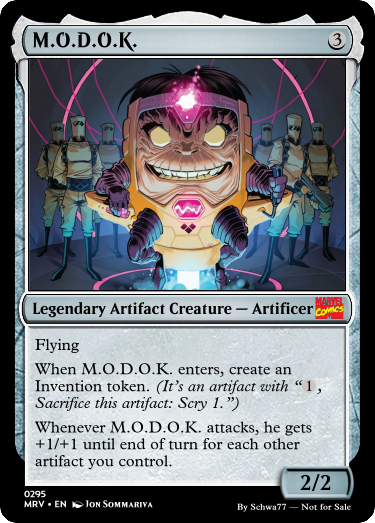 M.O.D.O.K. 3
Legendary Artifact Creature — Artificer MARVEL COMICS
Flying
When M.O.D.O.K. enters, create an
Invention token. (It's an artifact with “1,
Sacrifice this artifact: Scry 1.”)
Whenever M.O.D.O.K. attacks, he gets
+1/+1 until end of turn for each other
artifact you control.
2/2
0295
MRV • EN Jon Sommariva
By Schwa77 — Not for Sale